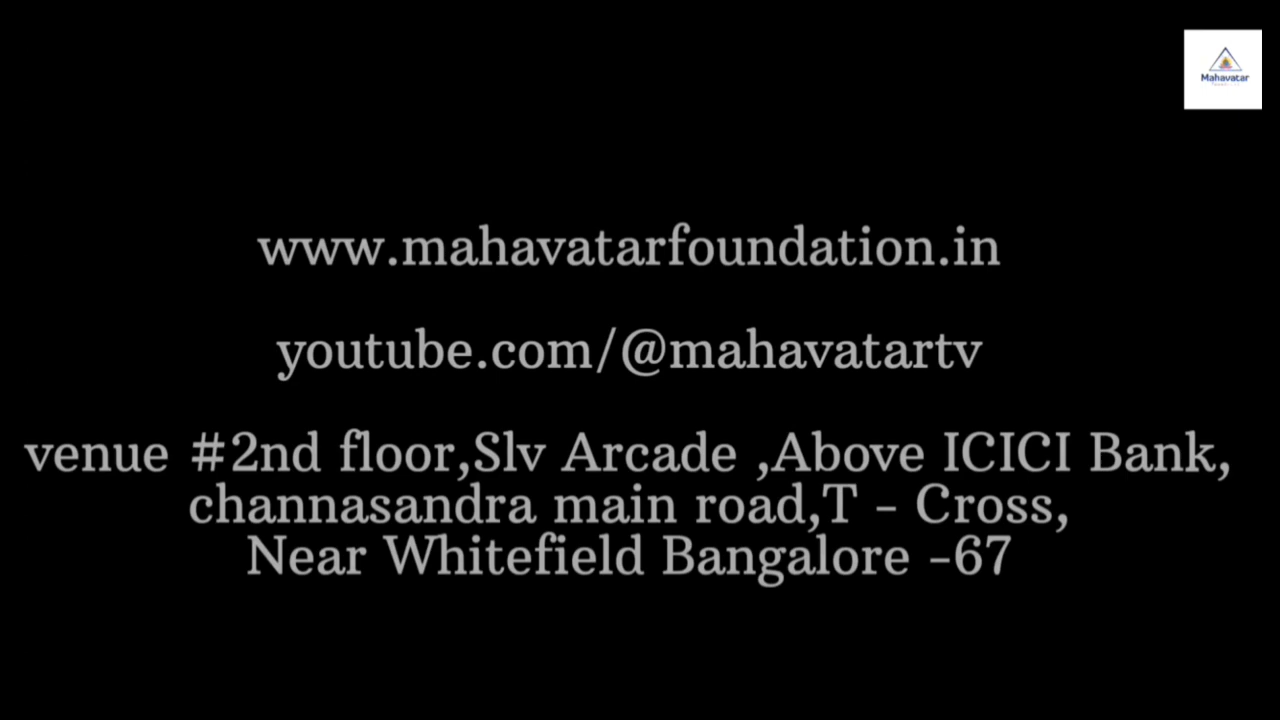 Mahavatar
www.mahavatarfoundation.in
youtube.com/@mahavatartv
venue #2nd floor,Slv Arcade ,Above ICICI Bank,
channasandra main road,T - Cross,
Near Whitefield Bangalore -67